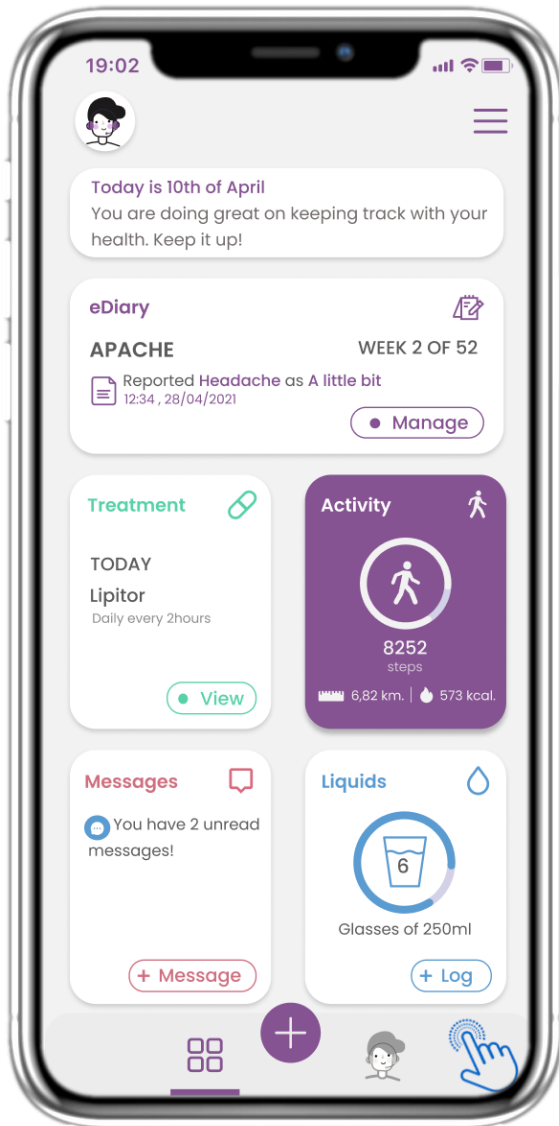 19:02
Today is 10th of April
You are doing great on keeping track with your
health. Keep it up!
eDiary
APACHE
WEEK 2 OF 52
Reported Headache as A little bit
12:34 , 28/04/2021
Manage
Treatment
TODAY
Lipitor
Daily every 2hours
View
Activity
8252
steps
6,82 km. | 573 kcal.
Messages
You have 2 unread
messages!
+ Message
Liquids
6
Glasses of 250ml
+ Log